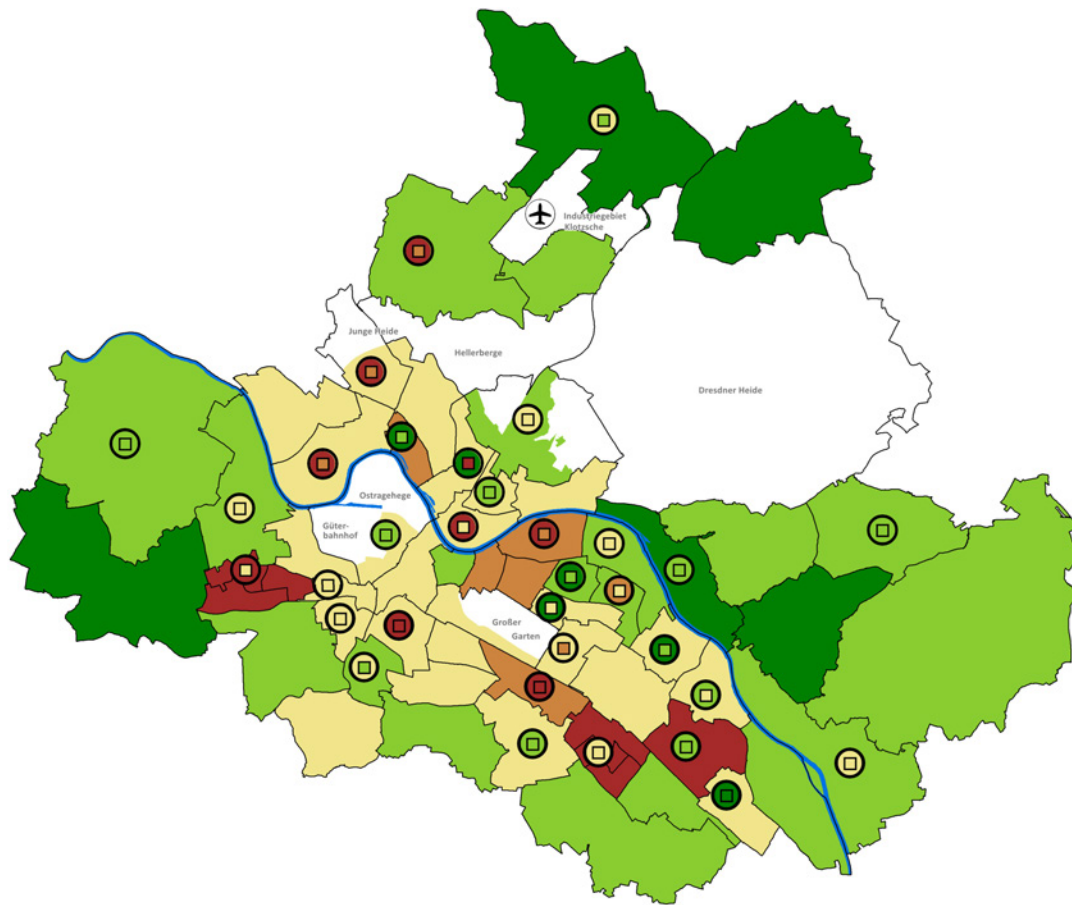 Industriegebiet
Klotzsche
Junge Heide
Hellerberge
Dresdner Heide
Ostragehege
Güter-
bahnhof
Großer
Garten